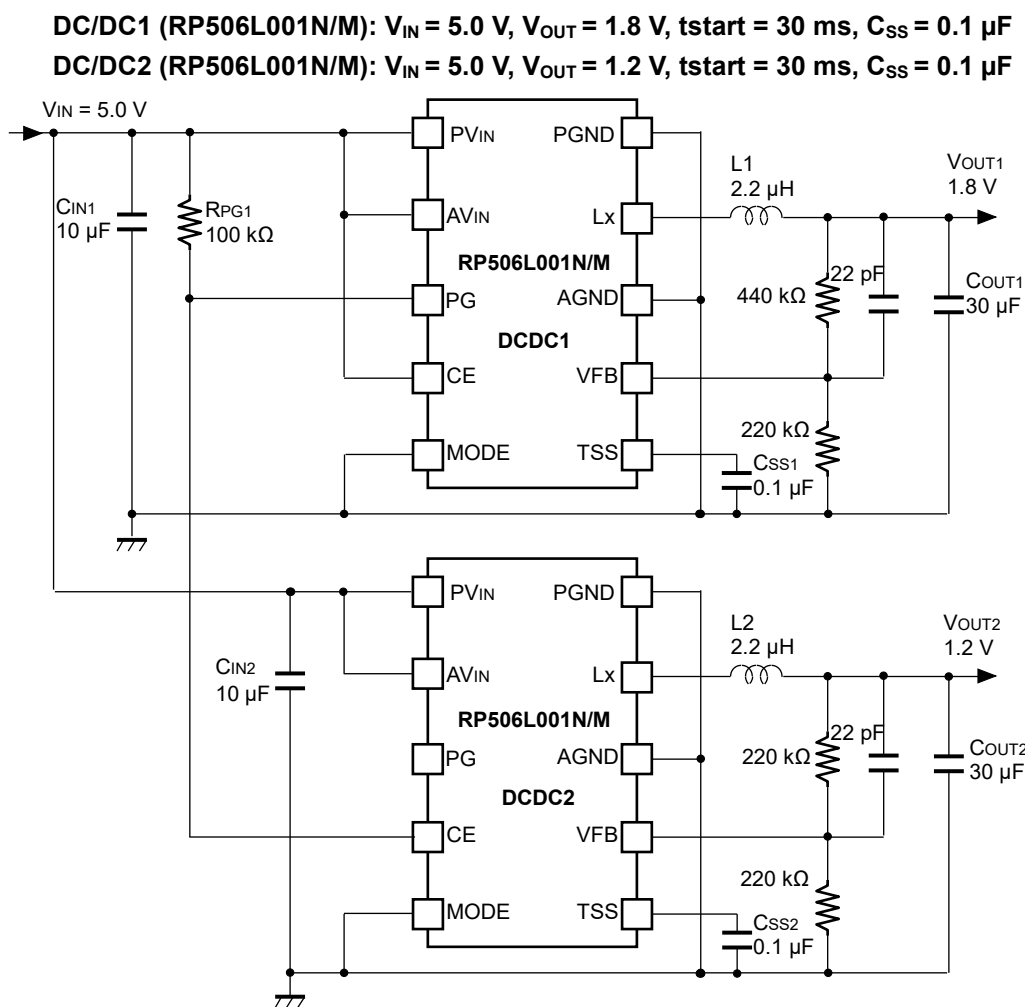 DC/DC1 (RP506L001N/M): VIN = 5.0 V, VOUT = 1.8 V, tstart = 30 ms, CSS = 0.1 µF
DC/DC2 (RP506L001N/M): VIN = 5.0 V, VOUT = 1.2 V, tstart = 30 ms, CSS = 0.1 µF
VIN = 5.0 V
CIN1
10 µF
RPG1
100 kΩ
PVIN
PGND
AVIN
Lx
RP506L001N/M
PG
AGND
DCDC1
CE
VFB
MODE
TSS
L1
2.2 µH
VOUT1
1.8 V
440 kΩ
22 pF
COUT1
30 µF
220 kΩ
CSS1
0.1 µF
CIN2
10 µF
PVIN
PGND
AVIN
Lx
RP506L001N/M
PG
AGND
DCDC2
CE
VFB
MODE
TSS
L2
2.2 µH
VOUT2
1.2 V
220 kΩ
22 pF
COUT2
30 µF
220 kΩ
CSS2
0.1 µF